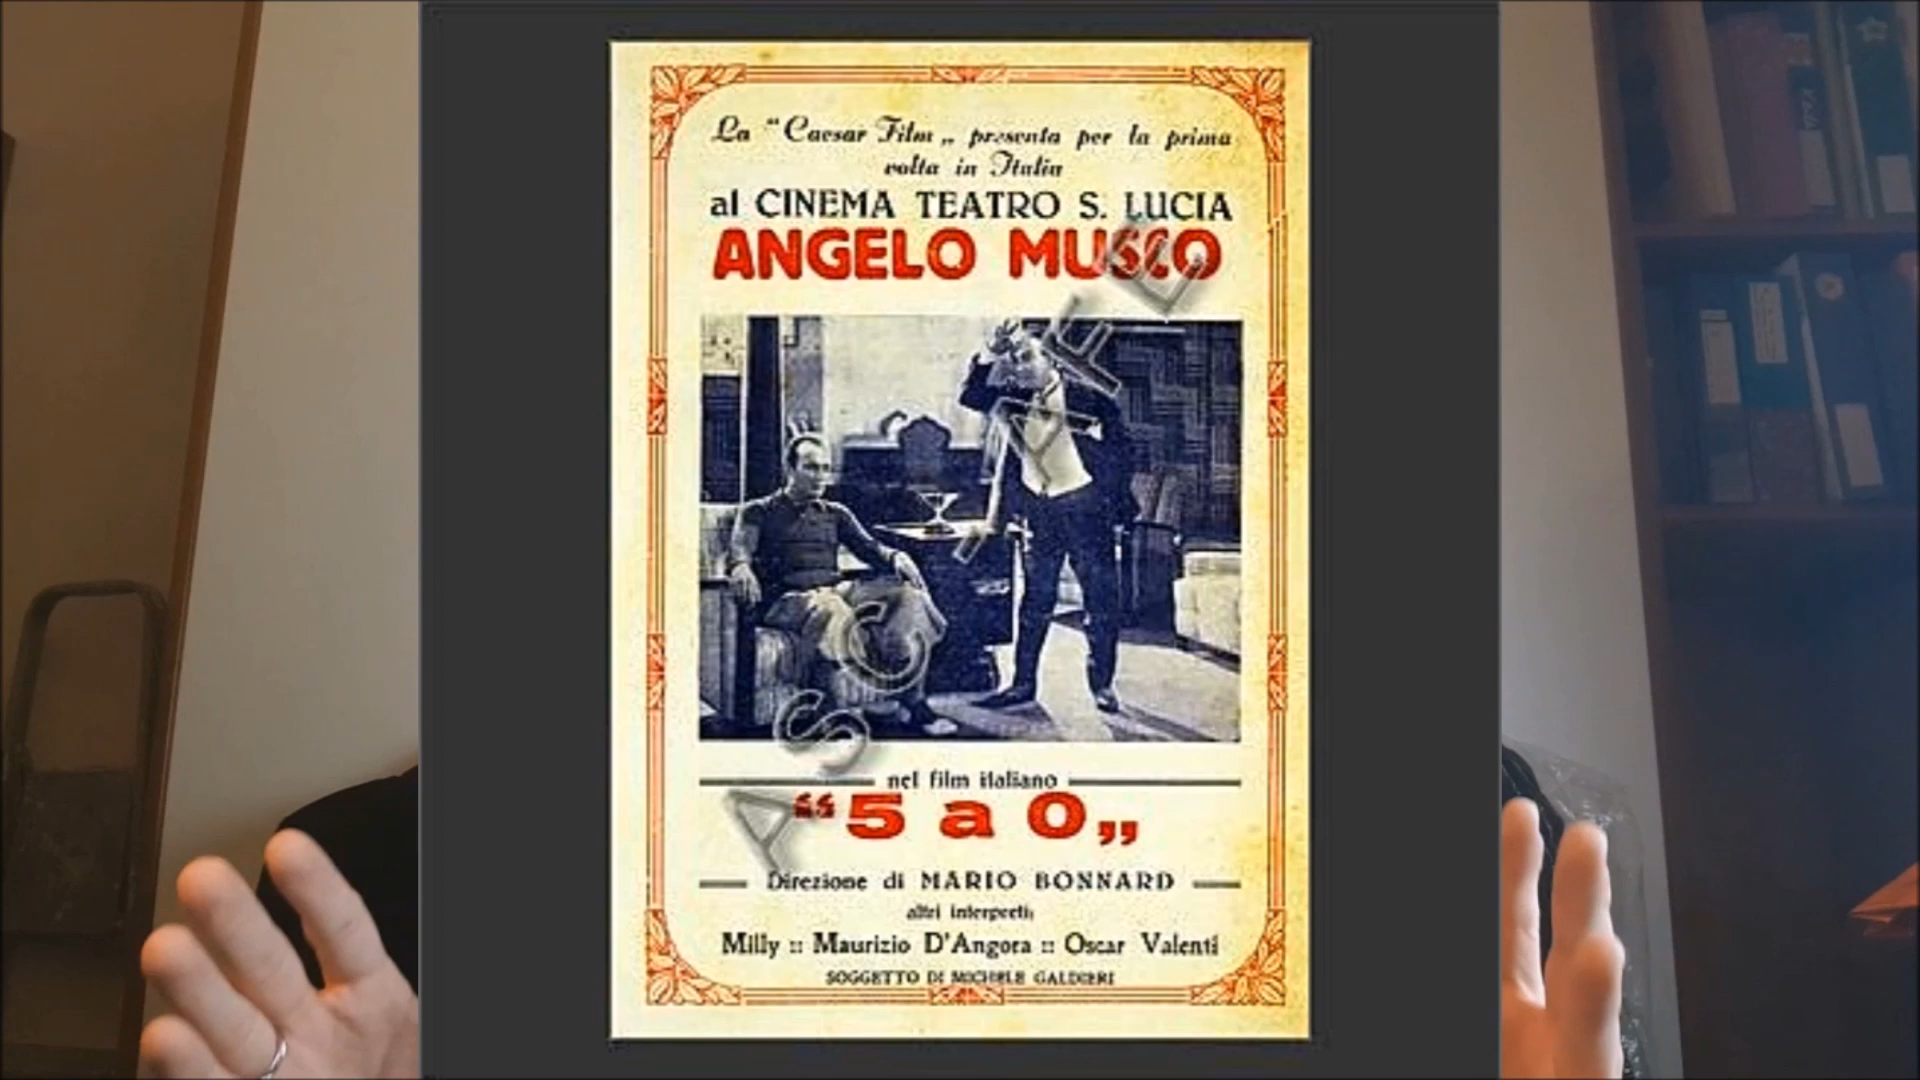 La "Caesar Film„ presenta per la prima
volta in Italia
al CINEMA TEATRO S. LUCIA
ANGELO MUSCO
nel film italiano
"5 a 0„
Direzione di MARIO BONNARD
altri interpreti:
Milly :: Maurizio D'Angora :: Oscar Valenti
SOGGETTO DI MICHELE GALDIERI